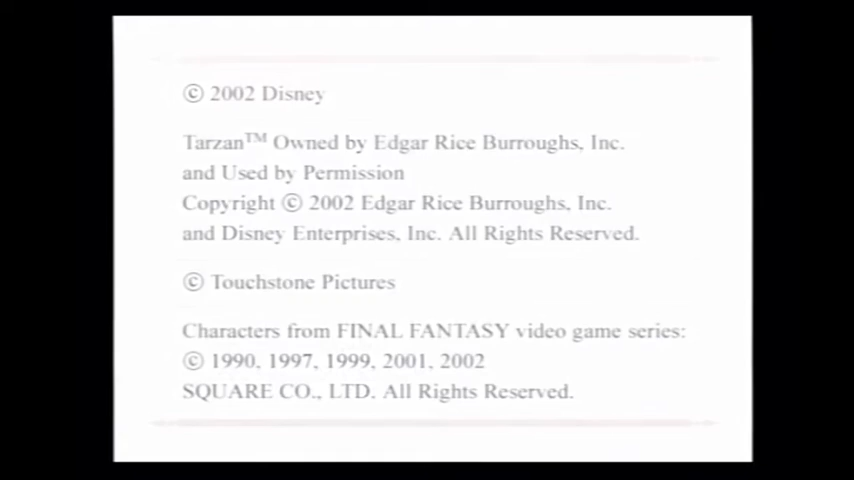 © 2002 Disney
Tarzan™ Owned by Edgar Rice Burroughs, Inc.
and Used by Permission
Copyright © 2002 Edgar Rice Burroughs, Inc.
and Disney Enterprises, Inc. All Rights Reserved.
© Touchstone Pictures
Characters from FINAL FANTASY video game series:
© 1990, 1997, 1999, 2001, 2002
SQUARE CO., LTD. All Rights Reserved.